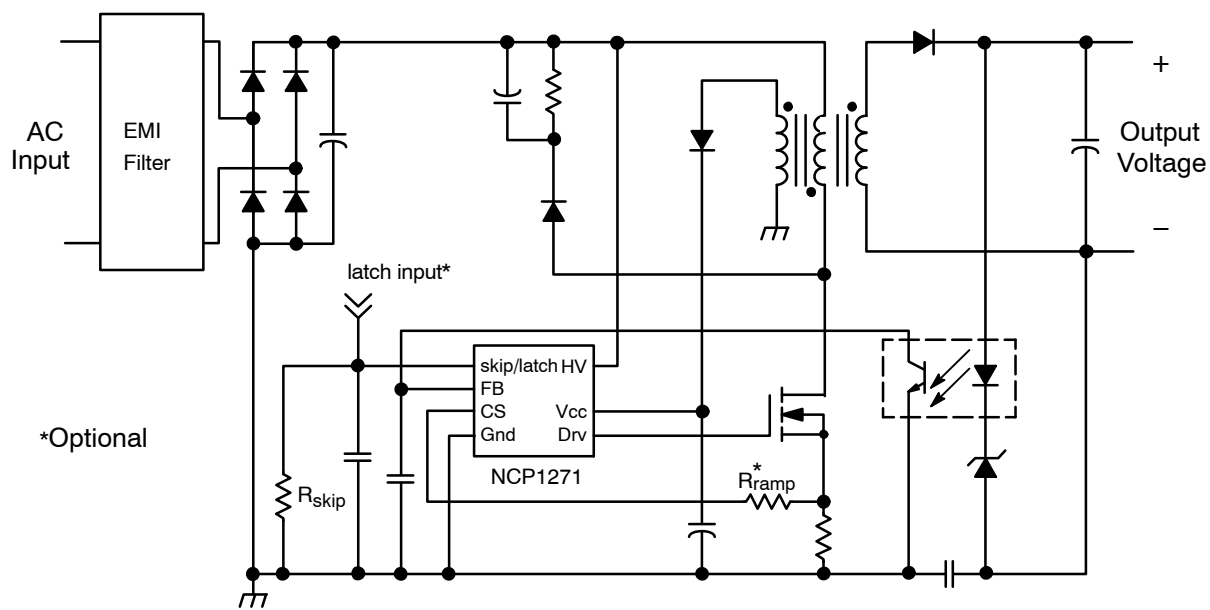 AC
Input
EMI
Filter
+
Output
Voltage
−
latch input*
skip/latch HV
FB
CS
Vcc
Gnd
Drv
NCP1271
*Optional
Rskip
R*ramp